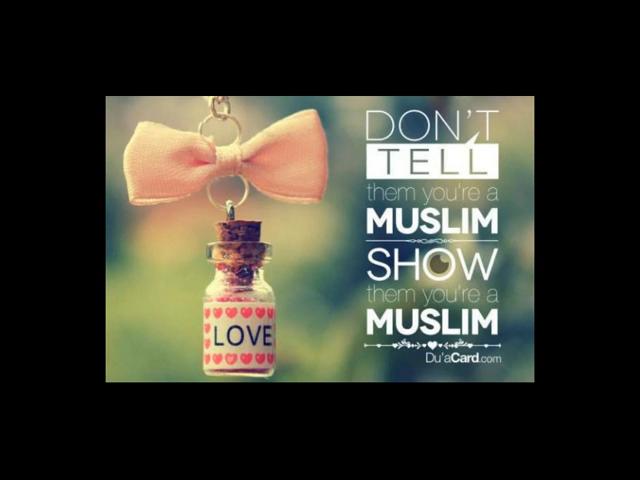 DON'T
TELL
them you're a
MUSLIM
SHOW
them you're a
MUSLIM
Du'aCard.com
LOVE